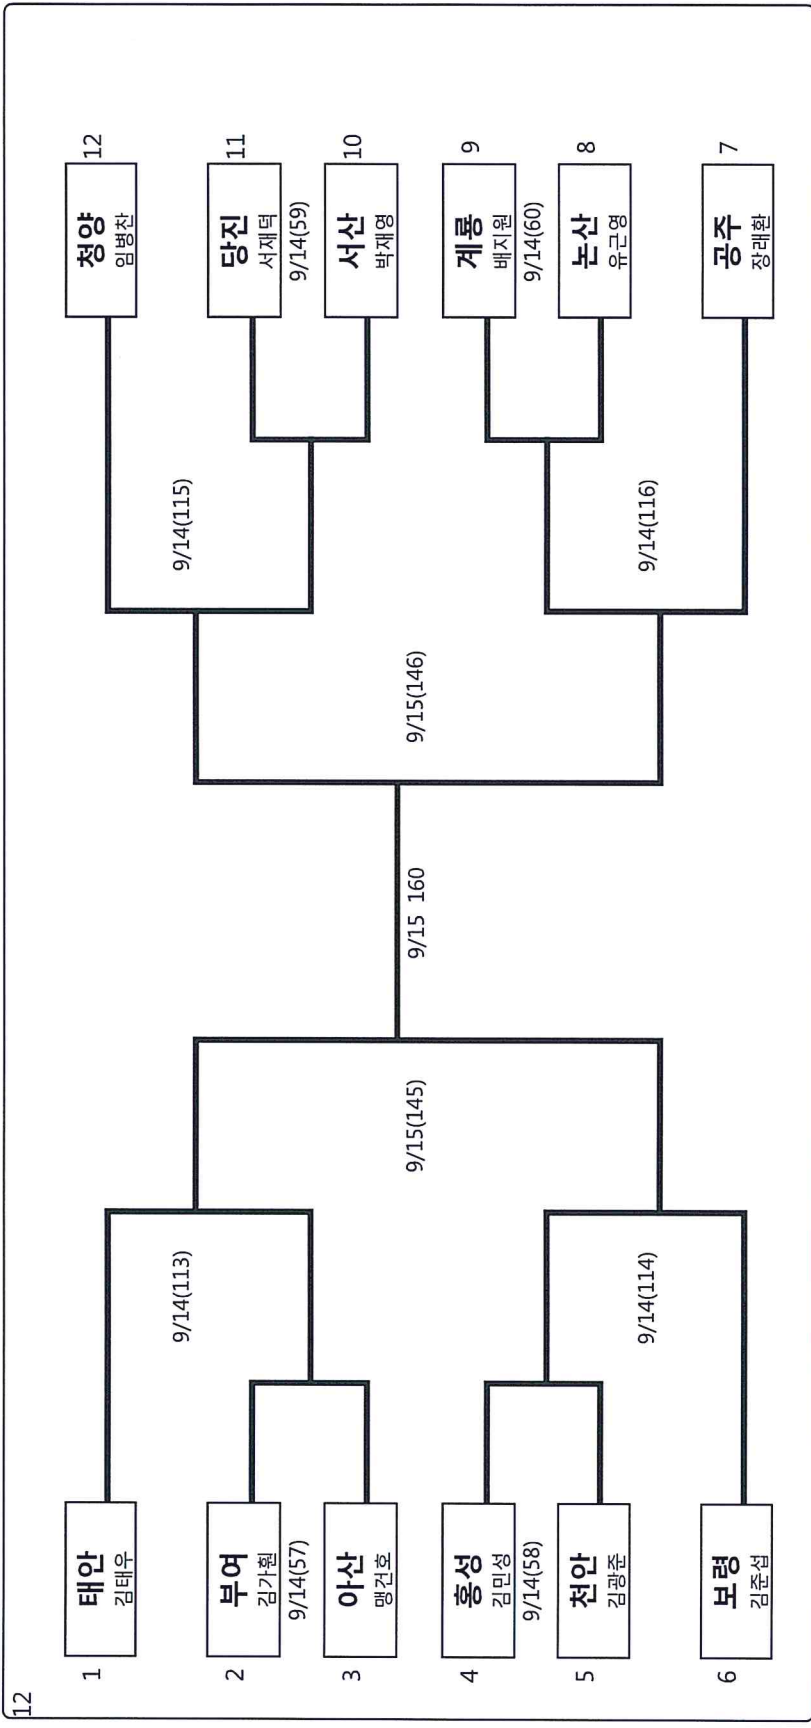 12
1
태안
김태우
2
부여
김가훤
9/14(57)
3
아산
맹건호
4
홍성
김민성
9/14(58)
5
천안
김광준
6
보령
김준섭
9/14(113)
9/14(114)
9/15(145)
9/15 160
9/15(146)
9/14(115)
9/14(116)
청양
임병찬
12
당진
서재덕
11
9/14(59)
서산
박재영
10
계룡
배지원
9
9/14(60)
논산
유근영
8
공주
장래환
7